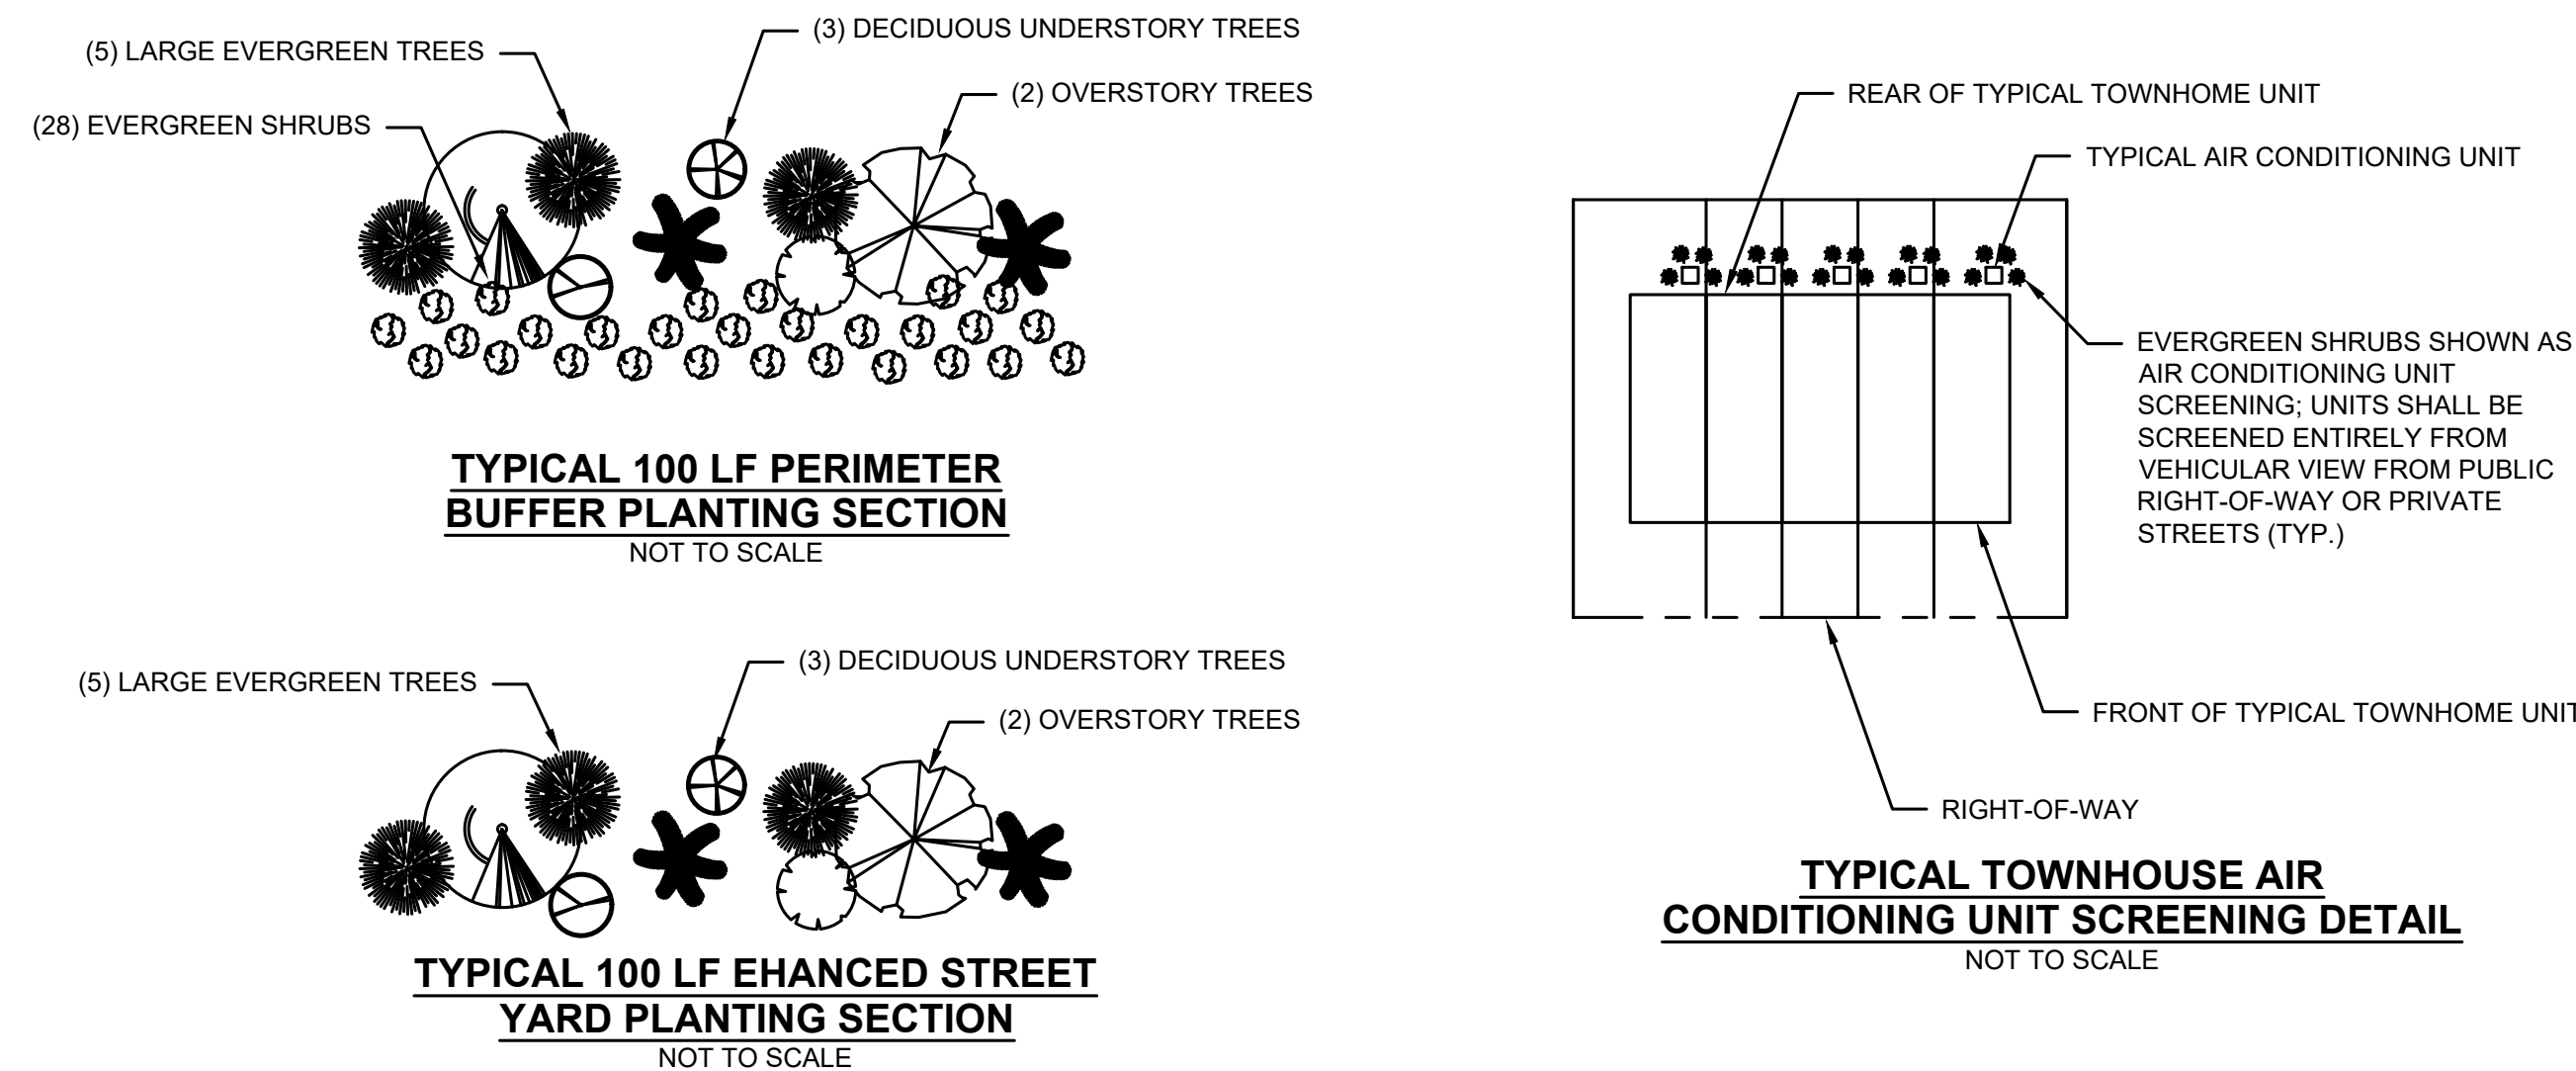 (3) DECIDUOUS UNDERSTORY TREES
(5) LARGE EVERGREEN TREES
(2) OVERSTORY TREES
(28) EVERGREEN SHRUBS
TYPICAL 100 LF PERIMETER
BUFFER PLANTING SECTION
NOT TO SCALE
(3) DECIDUOUS UNDERSTORY TREES
(5) LARGE EVERGREEN TREES
(2) OVERSTORY TREES
TYPICAL 100 LF EHANCED STREET
YARD PLANTING SECTION
NOT TO SCALE
REAR OF TYPICAL TOWNHOME UNIT
TYPICAL AIR CONDITIONING UNIT
EVERGREEN SHRUBS SHOWN AS
AIR CONDITIONING UNIT
SCREENING; UNITS SHALL BE
SCREENED ENTIRELY FROM
VEHICULAR VIEW FROM PUBLIC
RIGHT-OF-WAY OR PRIVATE
STREETS (TYP.)
FRONT OF TYPICAL TOWNHOME UNIT
RIGHT-OF-WAY
TYPICAL TOWNHOUSE AIR
CONDITIONING UNIT SCREENING DETAIL
NOT TO SCALE